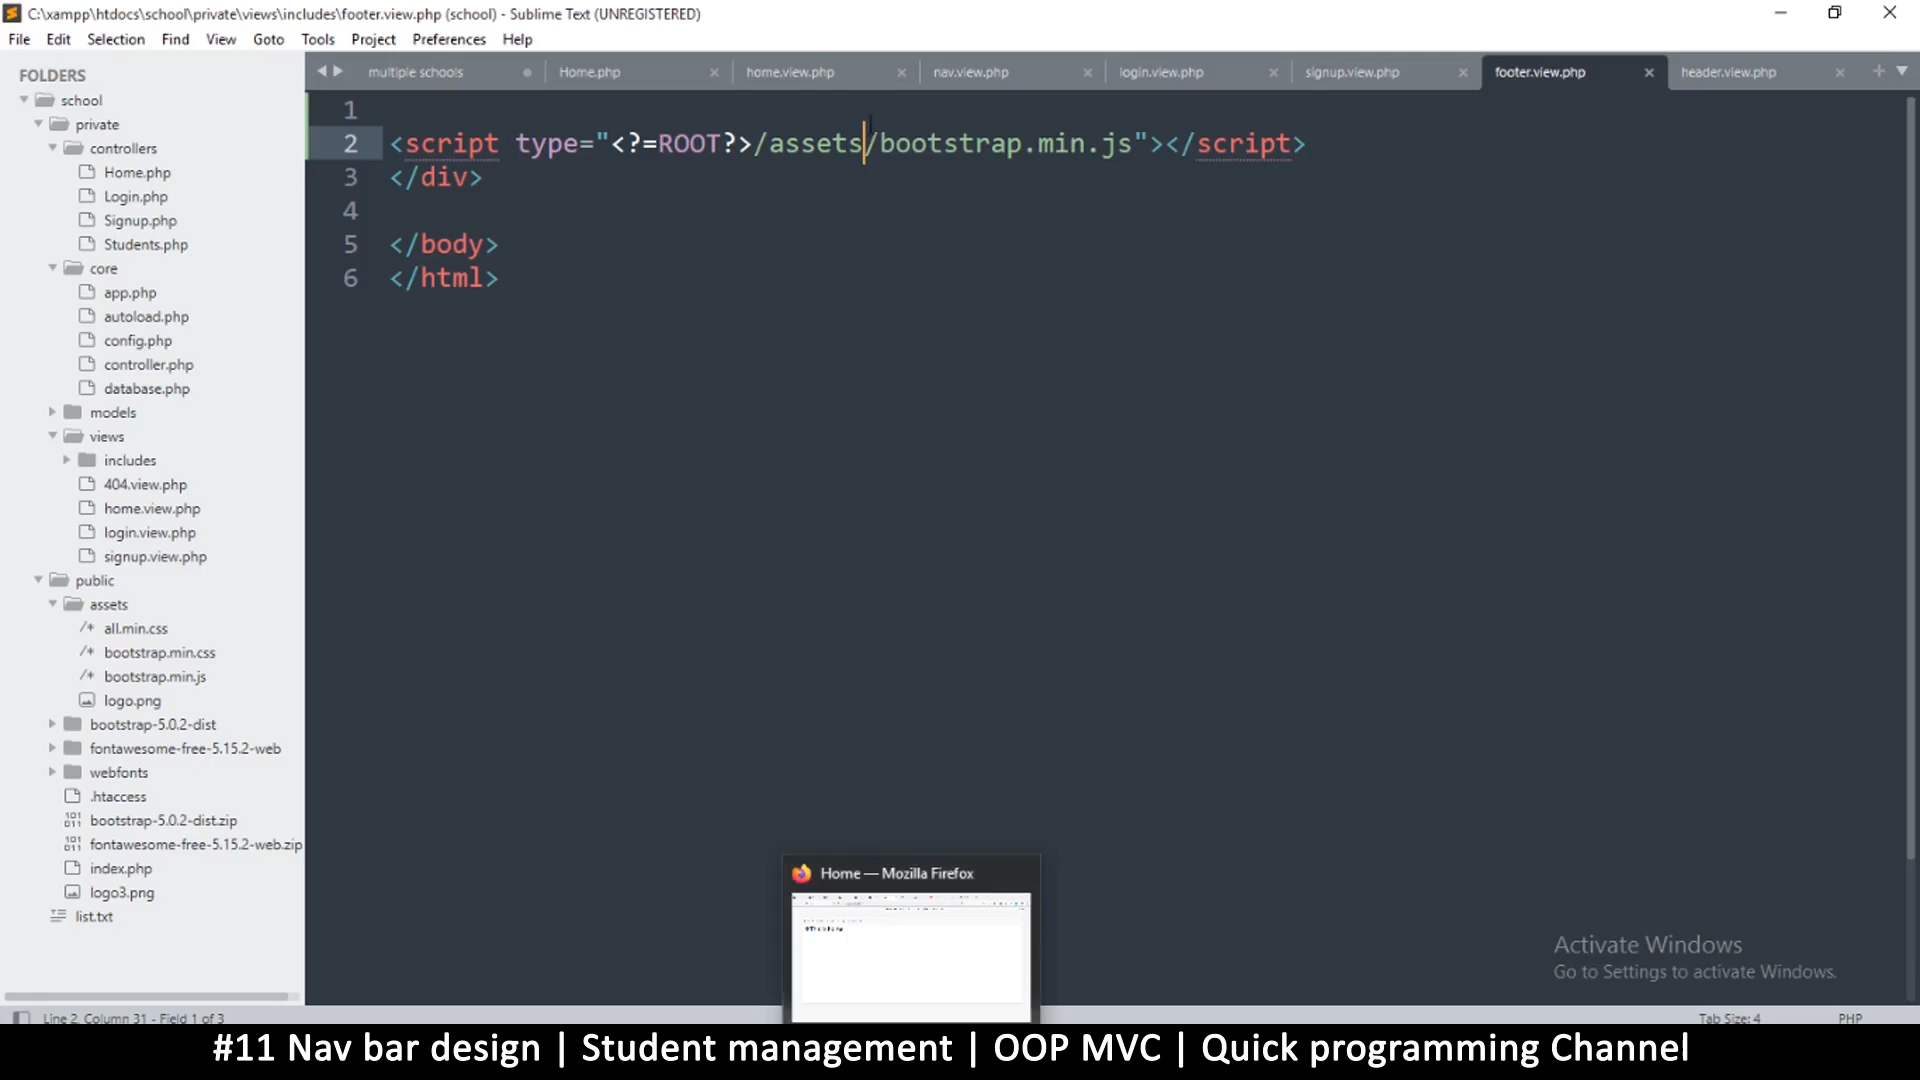 C:\xampp\htdocs\school\private\views\includes\footer.view.php (school) - Sublime Text (UNREGISTERED)
File Edit Selection Find View Goto Tools Project Preferences Help
FOLDERS
school
private
controllers
Home.php
Login.php
Signup.php
Students.php
core
app.php
autoload.php
config.php
controller.php
database.php
models
views
includes
404.view.php
home.view.php
login.view.php
signup.view.php
public
assets
/* all.min.css
/* bootstrap.min.css
/* bootstrap.min.js
logo.png
bootstrap-5.0.2-dist
fontawesome-free-5.15.2-web
webfonts
.htaccess
bootstrap-5.0.2-dist.zip
fontawesome-free-5.15.2-web.zip
index.php
logo3.png
list.txt
multiple schools Home.php home.view.php nav.view.php login.view.php signup.view.php footer.view.php header.view.php
1
2 <script type="<?=ROOT?>/assets/bootstrap.min.js"></script>
3 </div>
4
5 </body>
6 </html>
Home — Mozilla Firefox
Activate Windows
Go to Settings to activate Windows.
Line 2, Column 31 - Field 1 of 3 Tab Size: 4 PHP
#11 Nav bar design | Student management | OOP MVC | Quick programming Channel